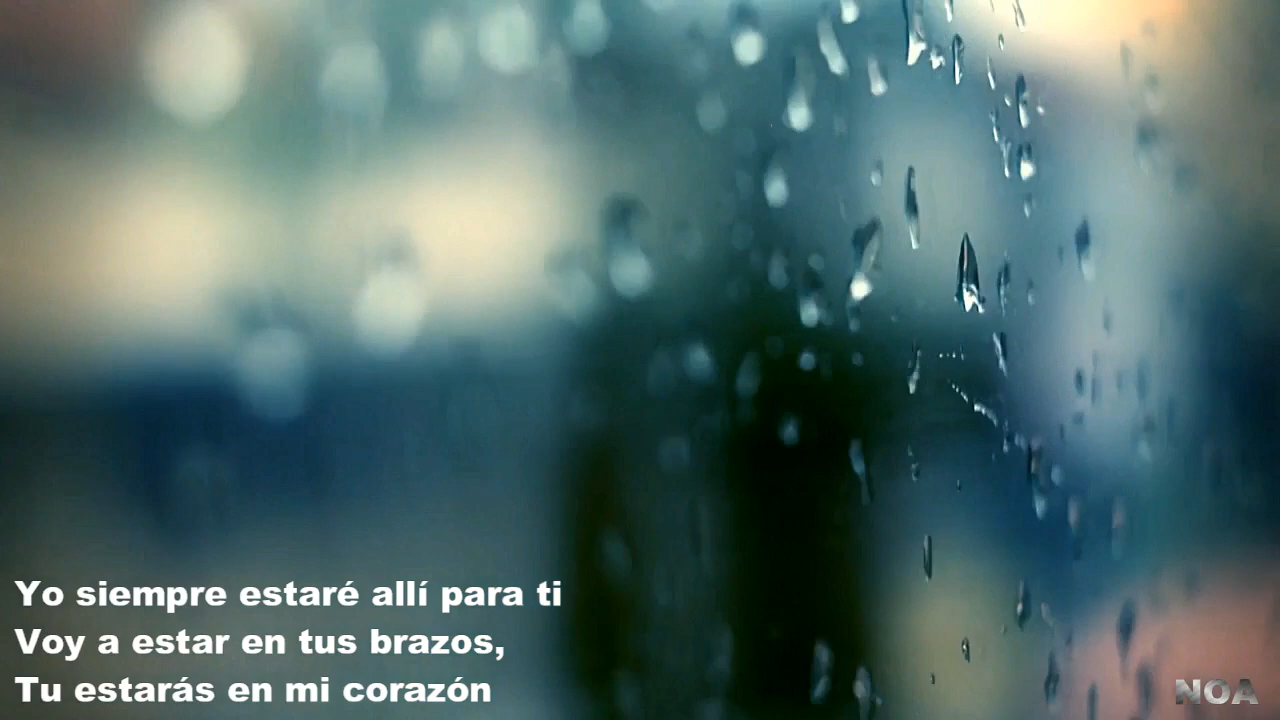 Yo siempre estaré allí para ti
Voy a estar en tus brazos,
Tu estarás en mi corazón
NOA